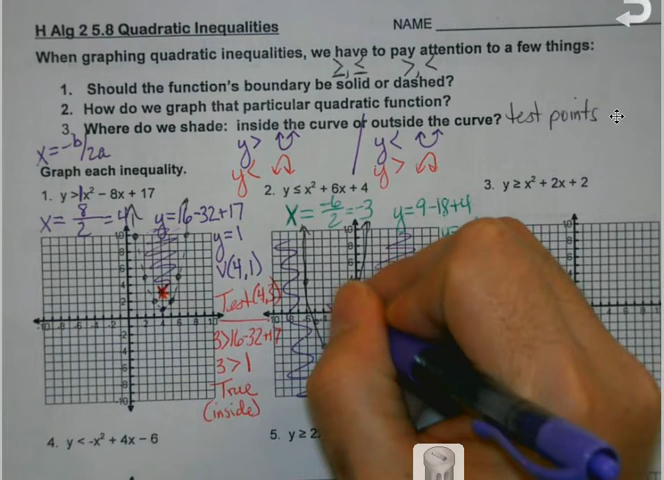 H Alg 2 5.8 Quadratic Inequalities
NAME
When graphing quadratic inequalities, we have to pay attention to a few things:
≥, ≤ >, <
1. Should the function's boundary be solid or dashed?
2. How do we graph that particular quadratic function?
3. Where do we shade: inside the curve or outside the curve? test points
x = -b/2a
y> y<
y< y>
Graph each inequality.
1. y > x² – 8x + 17
2. y ≤ x² + 6x + 4
3. y ≥ x² + 2x + 2
x = 8/2 = 4 y = 16-32+17
y = 1
V(4,1)
Test (4,3)
3>16-32+17
3 > 1
True
(inside)
x = -6/2 = -3 y = 9-18+4
4. y < -x² + 4x – 6
5. y ≥ 2